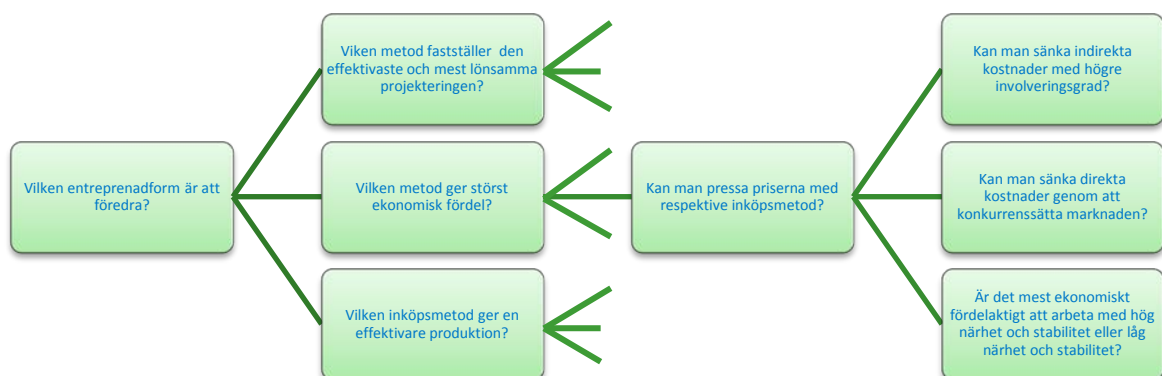 Vilken entreprenadform är att
föredra?
Viken metod fastställer den
effektivaste och mest lönsamma
projekteringen?
Vilken metod ger störst
ekonomisk fördel?
Vilken inköpsmetod ger en
effektivare produktion?
Kan man pressa priserna med
respektive inköpsmetod?
Kan man sänka indirekta
kostnader med högre
involveringsgrad?
Kan man sänka direkta
kostnader genom att
konkurrenssätta marknaden?
Är det mest ekonomiskt
fördelaktigt att arbeta med hög
närhet och stabilitet eller låg
närhet och stabilitet?